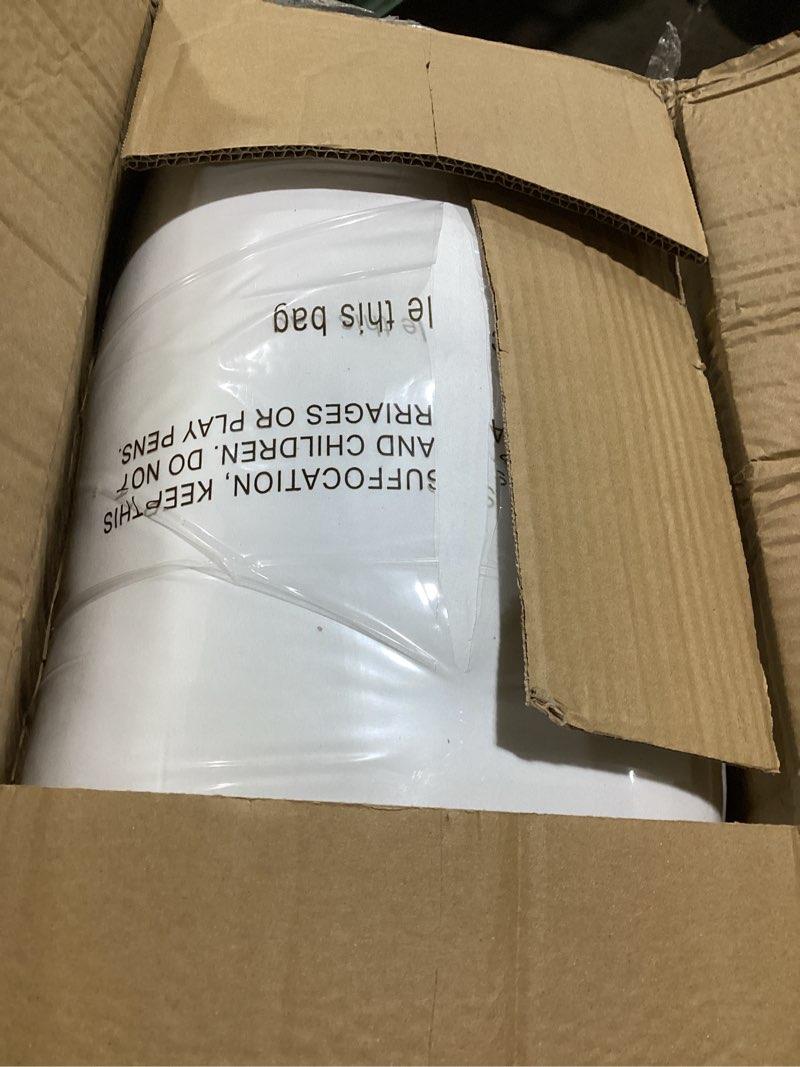 SUFFOCATION, KEEP THIS
AND CHILDREN. DO NOT
RRIAGES OR PLAY PENS.
le this bag